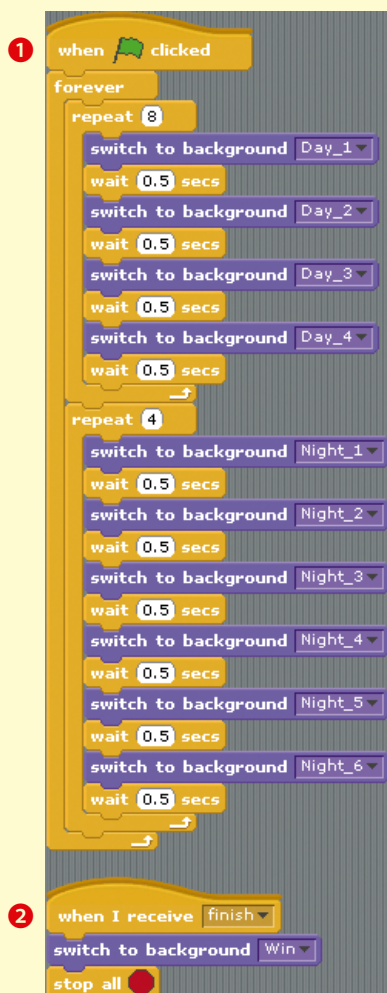 1
when clicked
forever
repeat 8
switch to background Day_1
wait 0.5 secs
switch to background Day_2
wait 0.5 secs
switch to background Day_3
wait 0.5 secs
switch to background Day_4
wait 0.5 secs
repeat 4
switch to background Night_1
wait 0.5 secs
switch to background Night_2
wait 0.5 secs
switch to background Night_3
wait 0.5 secs
switch to background Night_4
wait 0.5 secs
switch to background Night_5
wait 0.5 secs
switch to background Night_6
wait 0.5 secs
2
when I receive finish
switch to background Win
stop all